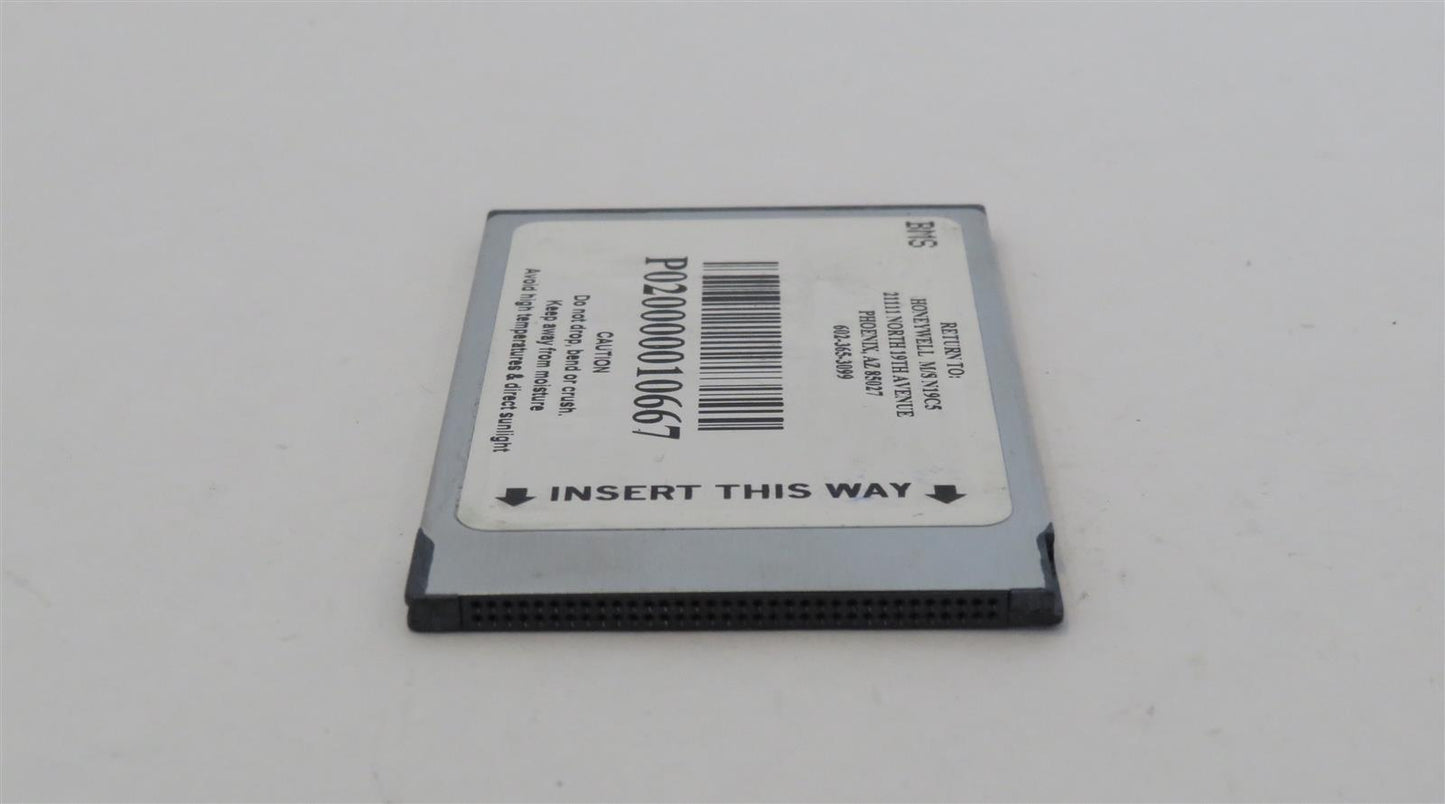 BMS
RETURN TO:
HONEYWELL M/S N19C5
21111 NORTH 19TH AVENUE
PHOENIX, AZ 85027
602-365-3099
P0200000010667
CAUTION
Do not drop, bend or crush.
Keep away from moisture
Avoid high temperatures & direct sunlight
INSERT THIS WAY